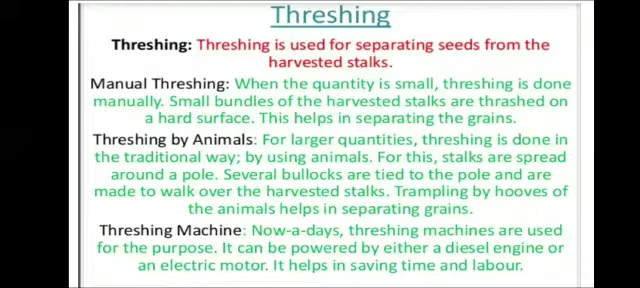 Threshing
Threshing: Threshing is used for separating seeds from the
harvested stalks.
Manual Threshing: When the quantity is small, threshing is done
manually. Small bundles of the harvested stalks are thrashed on
a hard surface. This helps in separating the grains.
Threshing by Animals: For larger quantities, threshing is done in
the traditional way; by using animals. For this, stalks are spread
around a pole. Several bullocks are tied to the pole and are
made to walk over the harvested stalks. Trampling by hooves of
the animals helps in separating grains.
Threshing Machine: Now-a-days, threshing machines are used
for the purpose. It can be powered by either a diesel engine or
an electric motor. It helps in saving time and labour.